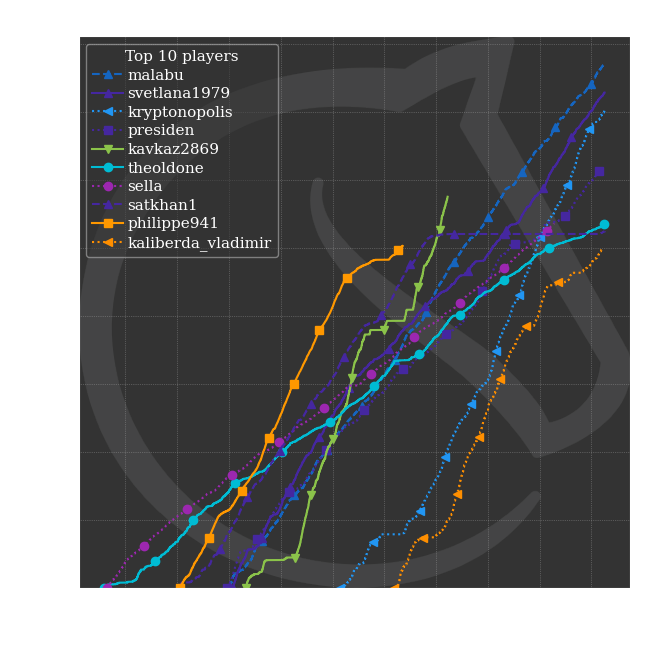 Top 10 players
malabu
svetlana1979
kryptonopolis
presiden
kavkaz2869
theoldone
sella
satkhan1
philippe941
kaliberda_vladimir